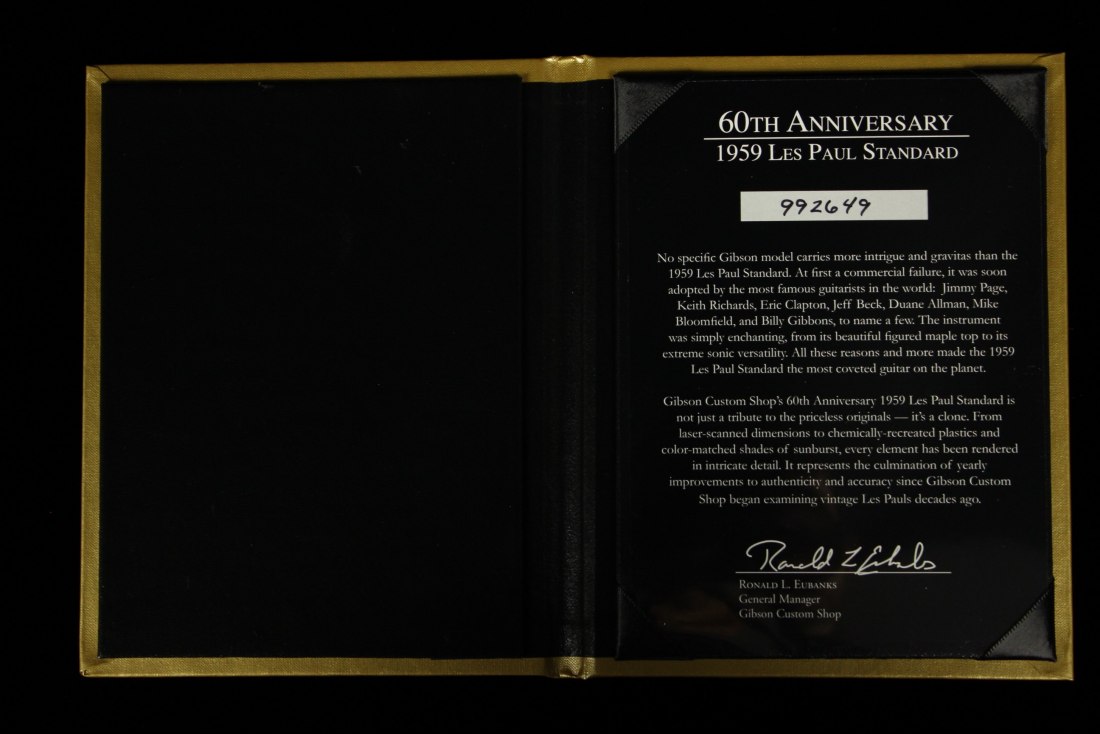 60TH ANNIVERSARY
1959 LES PAUL STANDARD
992649
No specific Gibson model carries more intrigue and gravitas than the
1959 Les Paul Standard. At first a commercial failure, it was soon
adopted by the most famous guitarists in the world: Jimmy Page,
Keith Richards, Eric Clapton, Jeff Beck, Duane Allman, Mike
Bloomfield, and Billy Gibbons, to name a few. The instrument
was simply enchanting, from its beautiful figured maple top to its
extreme sonic versatility. All these reasons and more made the 1959
Les Paul Standard the most coveted guitar on the planet.
Gibson Custom Shop's 60th Anniversary 1959 Les Paul Standard is
not just a tribute to the priceless originals — it's a clone. From
laser-scanned dimensions to chemically-recreated plastics and
color-matched shades of sunburst, every element has been rendered
in intricate detail. It represents the culmination of yearly
improvements to authenticity and accuracy since Gibson Custom
Shop began examining vintage Les Pauls decades ago.
Ronald L Eubanks
RONALD L. EUBANKS
General Manager
Gibson Custom Shop